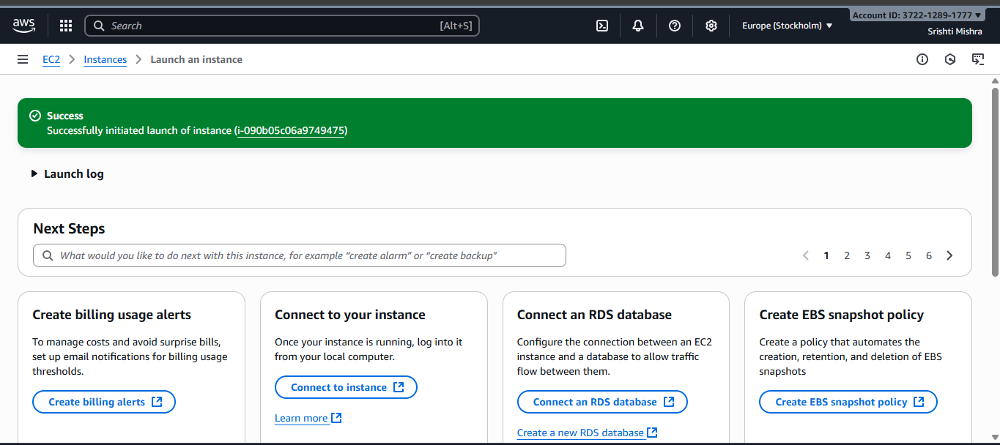 aws
Search
[Alt+S]
Europe (Stockholm)
Account ID: 3722-1289-1777
Srishti Mishra
EC2
Instances
Launch an instance
Success
Successfully initiated launch of instance (i-090b05c06a9749475)
Launch log
Next Steps
What would you like to do next with this instance, for example “create alarm” or “create backup”
1 2 3 4 5 6
Create billing usage alerts
To manage costs and avoid surprise bills,
set up email notifications for billing usage
thresholds.
Create billing alerts
Connect to your instance
Once your instance is running, log into it
from your local computer.
Connect to instance
Learn more
Connect an RDS database
Configure the connection between an EC2
instance and a database to allow traffic
flow between them.
Connect an RDS database
Create a new RDS database
Create EBS snapshot policy
Create a policy that automates the
creation, retention, and deletion of EBS
snapshots
Create EBS snapshot policy